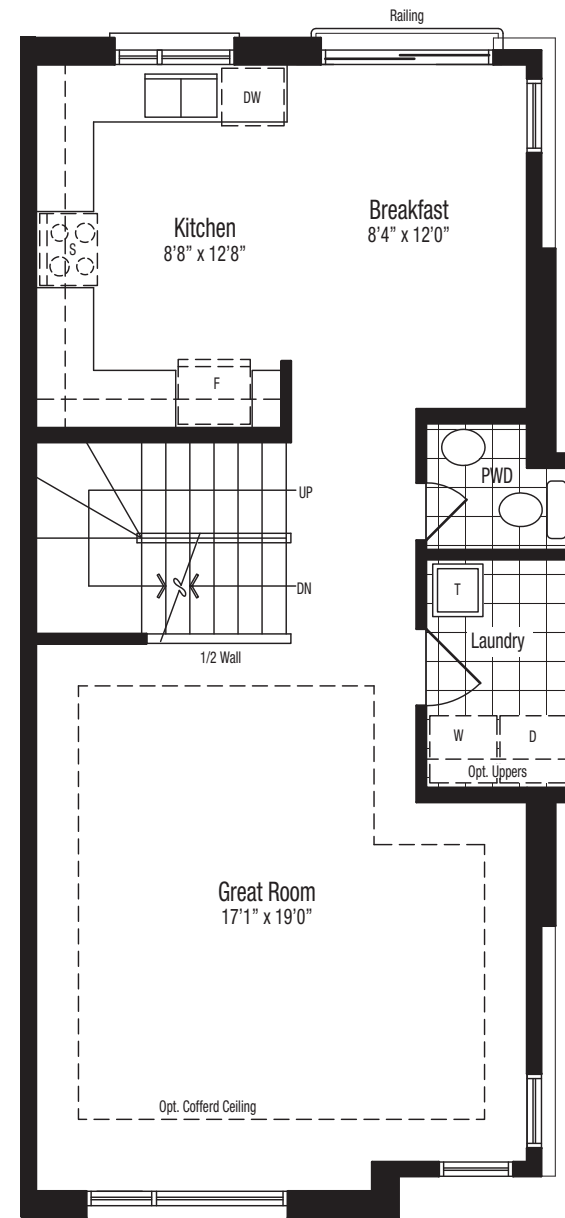 Railing
DW
Kitchen
8'8" x 12'8"
Breakfast
8'4" x 12'0"
S
F
PWD
UP
DN
T
Laundry
1/2 Wall
W
D
Opt. Uppers
Great Room
17'1" x 19'0"
Opt. Cofferd Ceiling